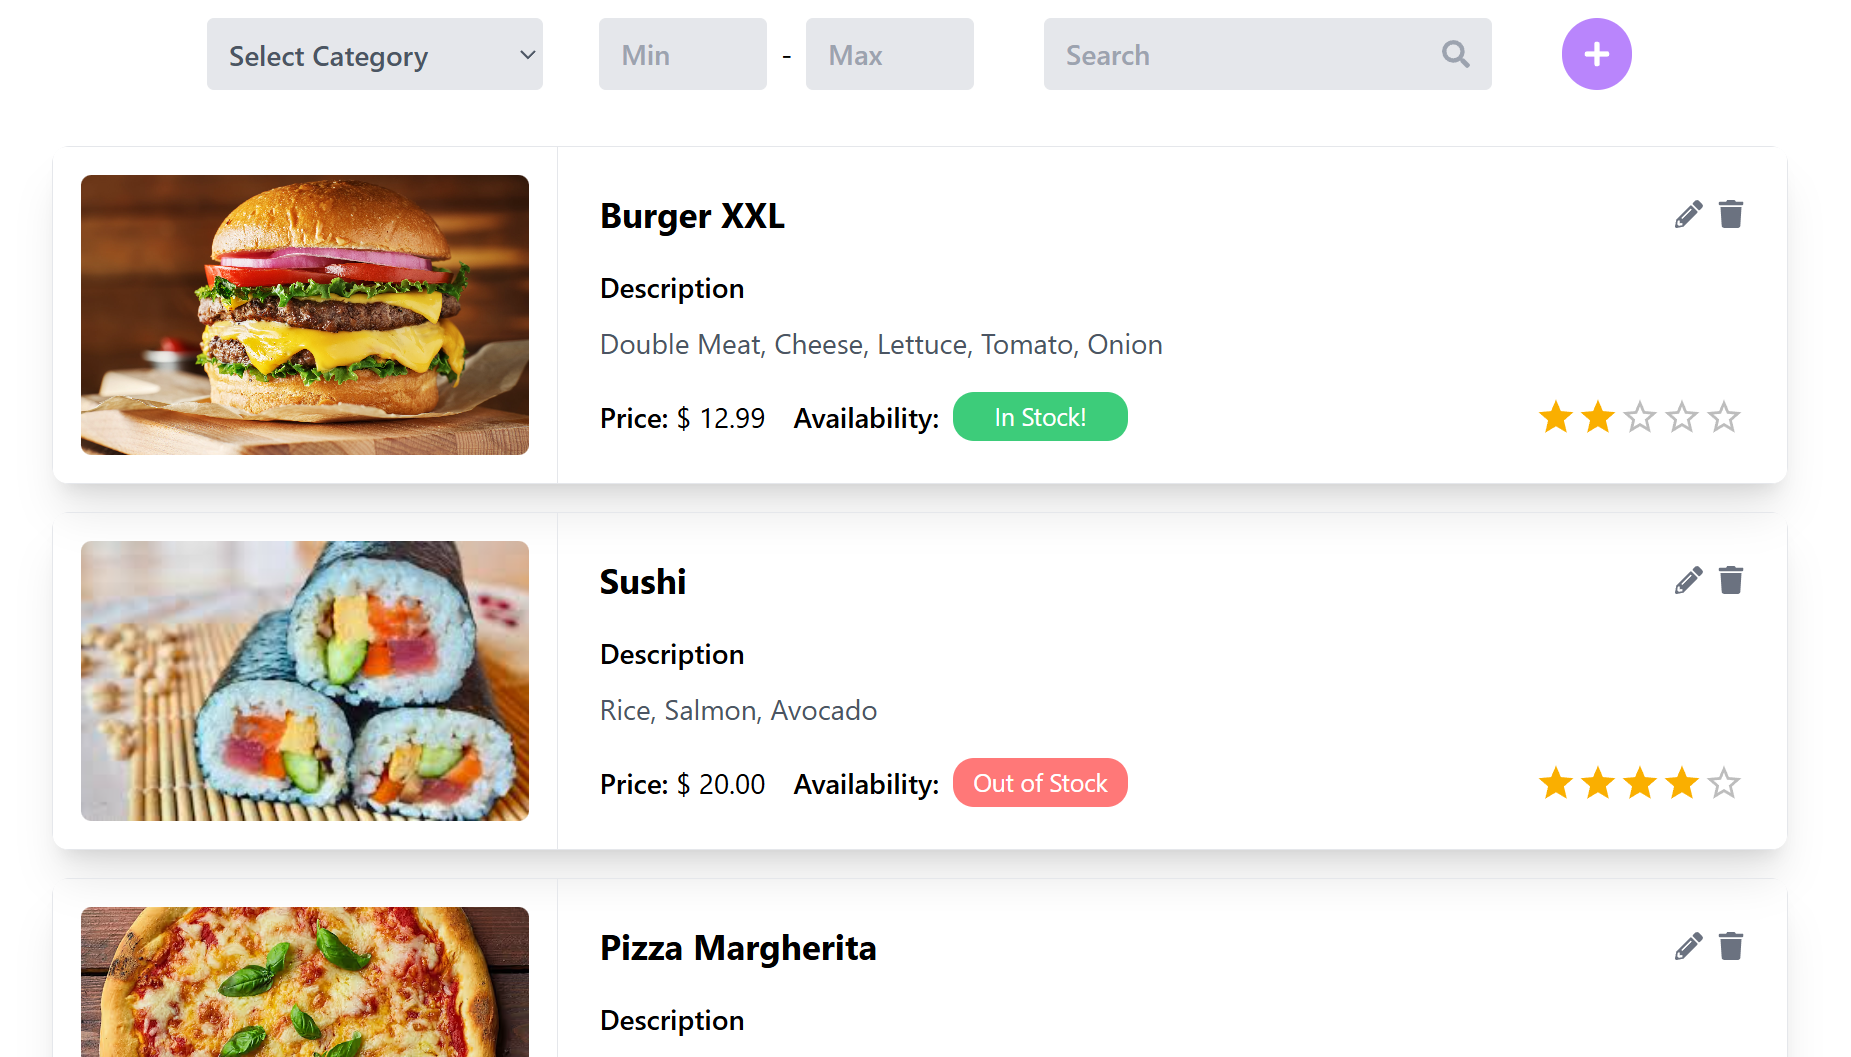 Select Category
Min - Max
Search
Burger XXL
Description
Double Meat, Cheese, Lettuce, Tomato, Onion
Price: $ 12.99 Availability: In Stock!
Sushi
Description
Rice, Salmon, Avocado
Price: $ 20.00 Availability: Out of Stock
Pizza Margherita
Description